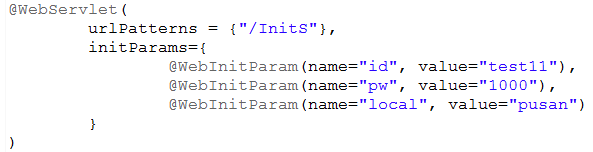 @WebServlet(
        urlPatterns = {"/InitS"},
        initParams={
                @WebInitParam(name="id", value="test11"),
                @WebInitParam(name="pw", value="1000"),
                @WebInitParam(name="local", value="pusan")
        }
)